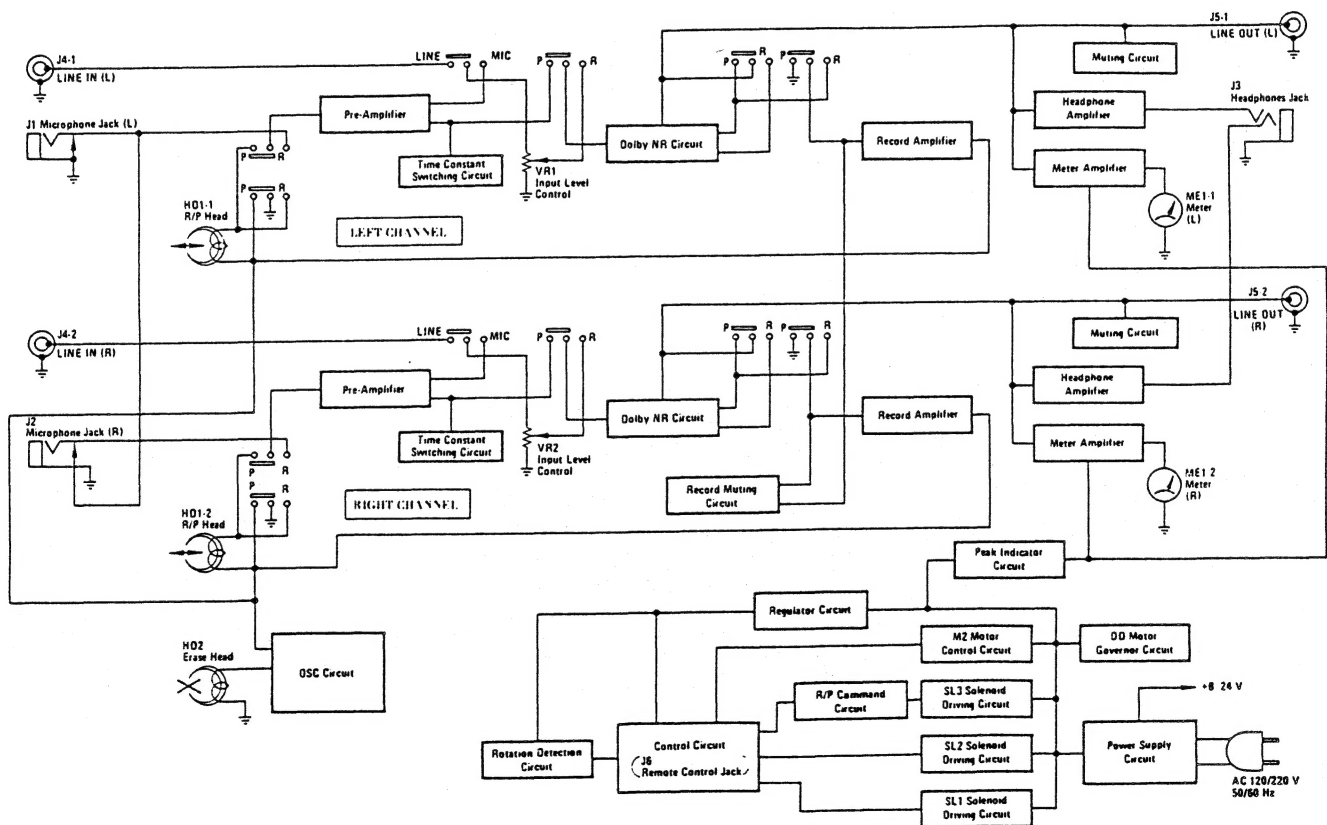 J4-1
LINE IN (L)
J1 Microphone Jack (L)
P R
P R
HO1-1
R/P Head
Pre-Amplifier
LINE MIC
Time Constant
Switching Circuit
P R
VR1
Input Level
Control
LEFT CHANNEL
Dolby NR Circuit
P R
P R
Record Amplifier
J5-1
LINE OUT (L)
Muting Circuit
Headphone
Amplifier
J3
Headphones Jack
Meter Amplifier
ME1-1
Meter
(L)
J4-2
LINE IN (R)
J2
Microphone Jack (R)
P R
P R
HO1-2
R/P Head
Pre-Amplifier
LINE MIC
Time Constant
Switching Circuit
P R
VR2
Input Level
Control
RIGHT CHANNEL
Dolby NR Circuit
P R
P R
Record Amplifier
Record Muting
Circuit
J5-2
LINE OUT
(R)
Muting Circuit
Headphone
Amplifier
Meter Amplifier
ME1 2
Meter
(R)
Peak Indicator
Circuit
HO2
Erase Head
OSC Circuit
Regulator Circuit
M2 Motor
Control Circuit
DD Motor
Governor Circuit
R/P Command
Circuit
SL3 Solenoid
Driving Circuit
+B 24 V
Rotation Detection
Circuit
Control Circuit
J6
Remote Control Jack
SL2 Solenoid
Driving Circuit
Power Supply
Circuit
AC 120/220 V
50/60 Hz
SL1 Solenoid
Driving Circuit